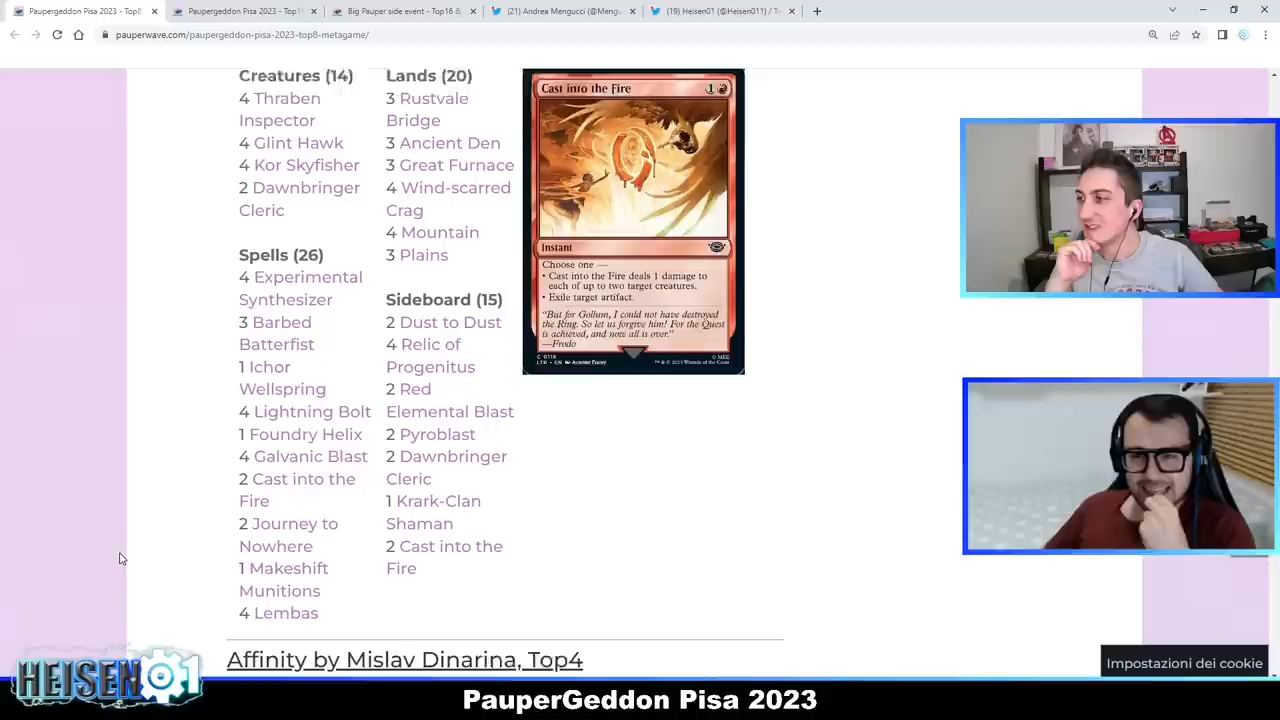 Paupergeddon Pisa 2023 - Top8
Paupergeddon Pisa 2023 - Top1
Big Pauper side event - Top16 &
(21) Andrea Mengucci (@Meng
(19) Heisen01 (@Heisen011) / T
pauperwave.com/paupergeddon-pisa-2023-top8-metagame/
Creatures (14)
4 Thraben
Inspector
4 Glint Hawk
4 Kor Skyfisher
2 Dawnbringer
Cleric
Spells (26)
4 Experimental
Synthesizer
3 Barbed
Batterfist
1 Ichor
Wellspring
4 Lightning Bolt
1 Foundry Helix
4 Galvanic Blast
2 Cast into the
Fire
2 Journey to
Nowhere
1 Makeshift
Munitions
4 Lembas
Lands (20)
3 Rustvale
Bridge
3 Ancient Den
3 Great Furnace
4 Wind-scarred
Crag
4 Mountain
3 Plains
Sideboard (15)
2 Dust to Dust
4 Relic of
Progenitus
2 Red
Elemental Blast
2 Pyroblast
2 Dawnbringer
Cleric
1 Krark-Clan
Shaman
2 Cast into the
Fire
Cast into the Fire 1
Instant
Choose one —
• Cast into the Fire deals 1 damage to
each of up to two target creatures.
• Exile target artifact.
"But for Gollum, I could not have destroyed
the Ring. So let us forgive him! For the Quest
is achieved, and now all is over."
—Frodo
C 0118
LTR • EN
Affinity by Mislav Dinarina, Top4
Impostazioni dei cookie
HEISEN 01
PauperGeddon Pisa 2023